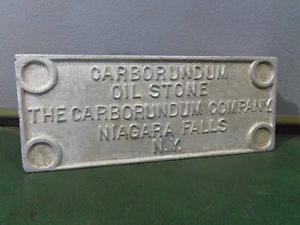 CARBORUNDUM
OIL STONE
THE CARBORUNDUM COMPANY
NIAGARA FALLS
N.Y.